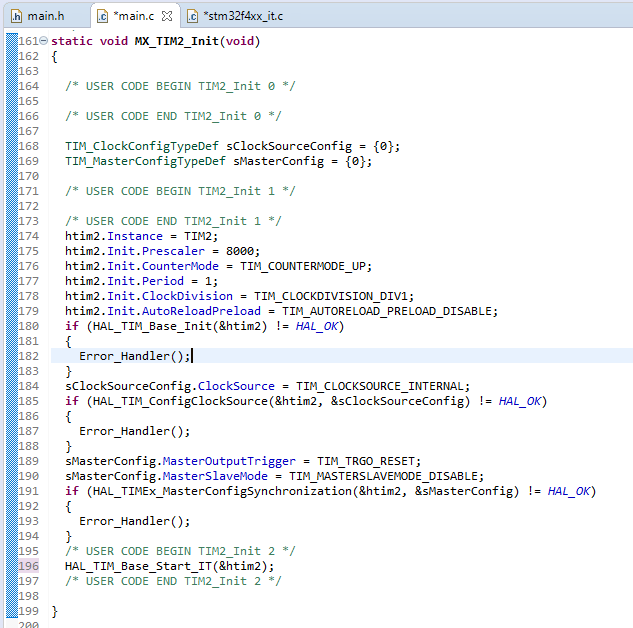 main.h *main.c *stm32f4xx_it.c
161 static void MX_TIM2_Init(void)
162 {
163
164 /* USER CODE BEGIN TIM2_Init 0 */
165
166 /* USER CODE END TIM2_Init 0 */
167
168 TIM_ClockConfigTypeDef sClockSourceConfig = {0};
169 TIM_MasterConfigTypeDef sMasterConfig = {0};
170
171 /* USER CODE BEGIN TIM2_Init 1 */
172
173 /* USER CODE END TIM2_Init 1 */
174 htim2.Instance = TIM2;
175 htim2.Init.Prescaler = 8000;
176 htim2.Init.CounterMode = TIM_COUNTERMODE_UP;
177 htim2.Init.Period = 1;
178 htim2.Init.ClockDivision = TIM_CLOCKDIVISION_DIV1;
179 htim2.Init.AutoReloadPreload = TIM_AUTORELOAD_PRELOAD_DISABLE;
180 if (HAL_TIM_Base_Init(&htim2) != HAL_OK)
181 {
182 Error_Handler();
183 }
184 sClockSourceConfig.ClockSource = TIM_CLOCKSOURCE_INTERNAL;
185 if (HAL_TIM_ConfigClockSource(&htim2, &sClockSourceConfig) != HAL_OK)
186 {
187 Error_Handler();
188 }
189 sMasterConfig.MasterOutputTrigger = TIM_TRGO_RESET;
190 sMasterConfig.MasterSlaveMode = TIM_MASTERSLAVEMODE_DISABLE;
191 if (HAL_TIMEx_MasterConfigSynchronization(&htim2, &sMasterConfig) != HAL_OK)
192 {
193 Error_Handler();
194 }
195 /* USER CODE BEGIN TIM2_Init 2 */
196 HAL_TIM_Base_Start_IT(&htim2);
197 /* USER CODE END TIM2_Init 2 */
198
199 }
200